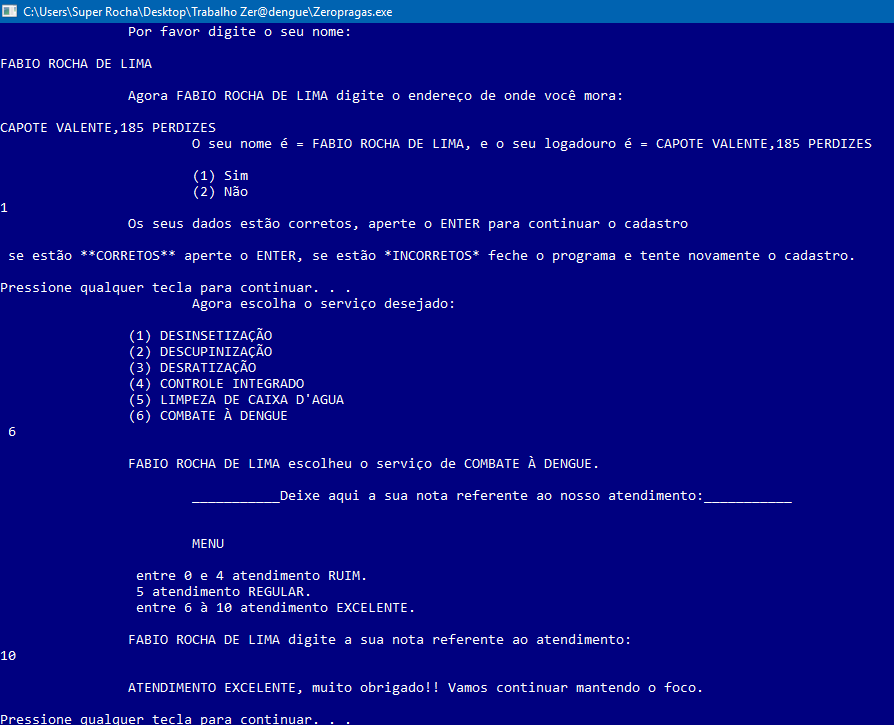 C:\Users\Super Rocha\Desktop\Trabalho Zer@dengue\Zeropragas.exe
Por favor digite o seu nome:
FABIO ROCHA DE LIMA
Agora FABIO ROCHA DE LIMA digite o endereço de onde você mora:
CAPOTE VALENTE,185 PERDIZES
O seu nome é = FABIO ROCHA DE LIMA, e o seu logadouro é = CAPOTE VALENTE,185 PERDIZES
(1) Sim
(2) Não
1
Os seus dados estão corretos, aperte o ENTER para continuar o cadastro
se estão **CORRETOS** aperte o ENTER, se estão *INCORRETOS* feche o programa e tente novamente o cadastro.
Pressione qualquer tecla para continuar. . .
Agora escolha o serviço desejado:
(1) DESINSETIZAÇÃO
(2) DESCUPINIZAÇÃO
(3) DESRATIZAÇÃO
(4) CONTROLE INTEGRADO
(5) LIMPEZA DE CAIXA D'AGUA
(6) COMBATE À DENGUE
6
FABIO ROCHA DE LIMA escolheu o serviço de COMBATE À DENGUE.
___________Deixe aqui a sua nota referente ao nosso atendimento:___________
MENU
entre 0 e 4 atendimento RUIM.
5 atendimento REGULAR.
entre 6 à 10 atendimento EXCELENTE.
FABIO ROCHA DE LIMA digite a sua nota referente ao atendimento:
10
ATENDIMENTO EXCELENTE, muito obrigado!! Vamos continuar mantendo o foco.
Pressione qualquer tecla para continuar. . .